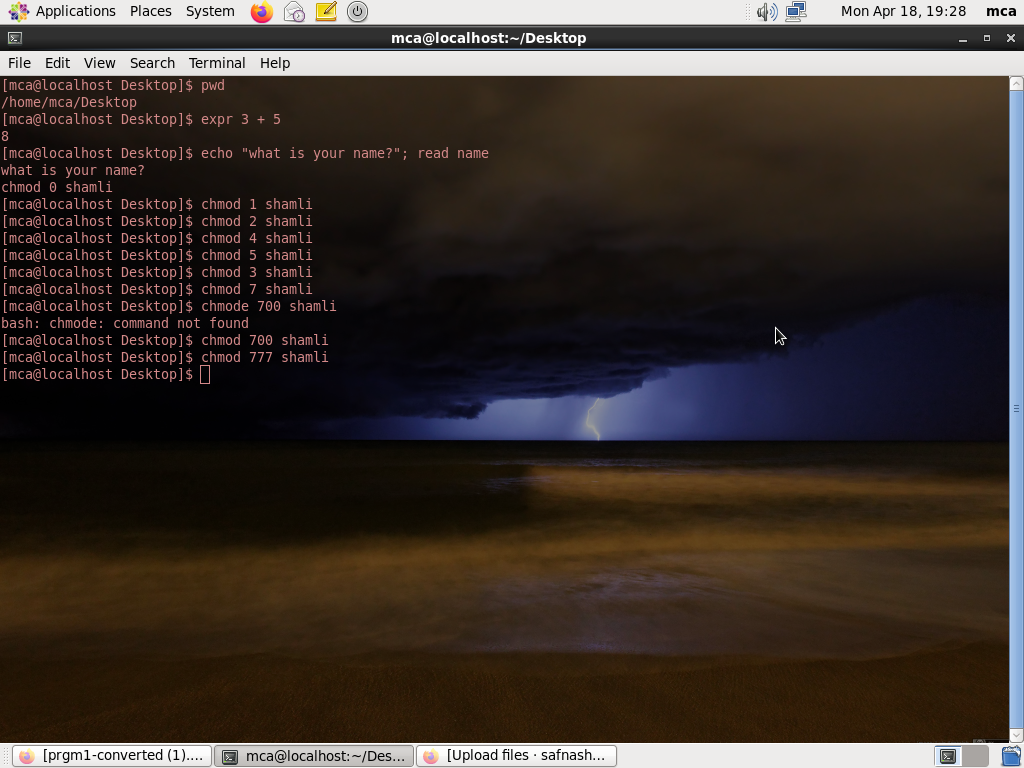 Applications Places System Mon Apr 18, 19:28 mca
mca@localhost:~/Desktop
File Edit View Search Terminal Help
[mca@localhost Desktop]$ pwd
/home/mca/Desktop
[mca@localhost Desktop]$ expr 3 + 5
8
[mca@localhost Desktop]$ echo "what is your name?"; read name
what is your name?
chmod 0 shamli
[mca@localhost Desktop]$ chmod 1 shamli
[mca@localhost Desktop]$ chmod 2 shamli
[mca@localhost Desktop]$ chmod 4 shamli
[mca@localhost Desktop]$ chmod 5 shamli
[mca@localhost Desktop]$ chmod 3 shamli
[mca@localhost Desktop]$ chmod 7 shamli
[mca@localhost Desktop]$ chmode 700 shamli
bash: chmode: command not found
[mca@localhost Desktop]$ chmod 700 shamli
[mca@localhost Desktop]$ chmod 777 shamli
[mca@localhost Desktop]$
[prgm1-converted (1).... mca@localhost:~/Des... [Upload files · safnash...